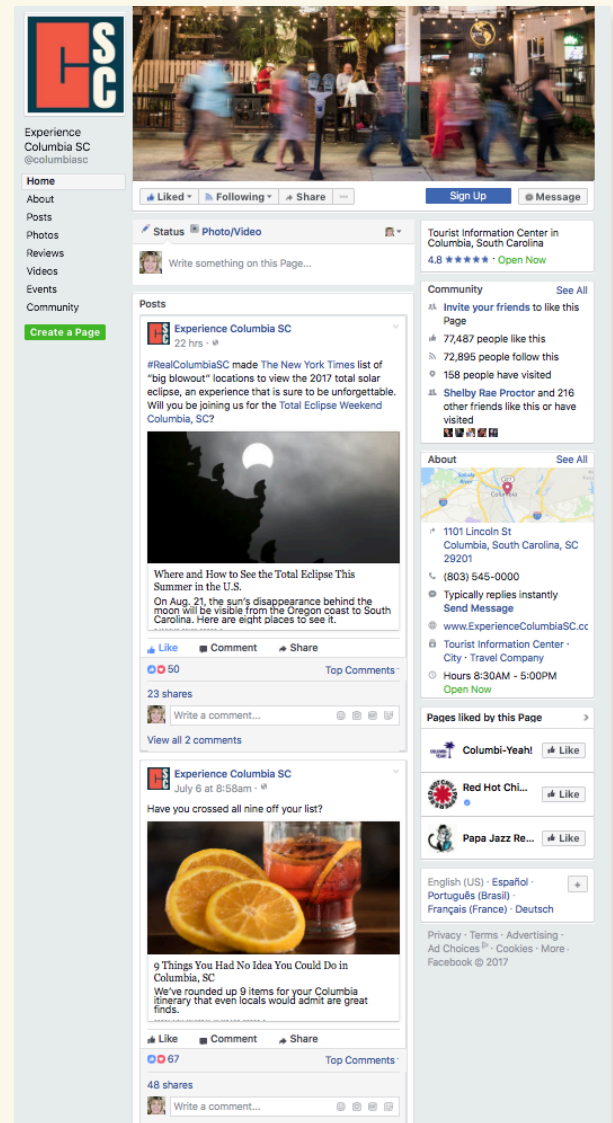 C
S
C
Experience
Columbia SC
@columbiasc
Home
About
Posts
Photos
Reviews
Videos
Events
Community
Create a Page
Liked
Following
Share
Sign Up
Message
Status
Photo/Video
Write something on this Page...
Posts
Experience Columbia SC
22 hrs ·
#RealColumbiaSC made The New York Times list of
"big blowout" locations to view the 2017 total solar
eclipse, an experience that is sure to be unforgettable.
Will you be joining us for the Total Eclipse Weekend
Columbia, SC?
Where and How to See the Total Eclipse This
Summer in the U.S.
On Aug. 21, the sun's disappearance behind the
moon will be visible from the Oregon coast to South
Carolina. Here are eight places to see it.
Like
Comment
Share
50
Top Comments
23 shares
Write a comment...
View all 2 comments
Experience Columbia SC
July 6 at 8:58am ·
Have you crossed all nine off your list?
9 Things You Had No Idea You Could Do in
Columbia, SC
We've rounded up 9 items for your Columbia
itinerary that even locals would admit are great
finds.
Like
Comment
Share
67
Top Comments
48 shares
Write a comment...
Tourist Information Center in
Columbia, South Carolina
4.8 ★★★★★ · Open Now
Community
See All
Invite your friends to like this
Page
77,487 people like this
72,895 people follow this
158 people have visited
Shelby Rae Proctor and 216
other friends like this or have
visited
About
See All
Columbia
1101 Lincoln St
Columbia, South Carolina, SC
29201
(803) 545-0000
Typically replies instantly
Send Message
www.ExperienceColumbiaSC.cc
Tourist Information Center ·
City · Travel Company
Hours 8:30AM - 5:00PM
Open Now
Pages liked by this Page
Columbi-Yeah!
Like
Red Hot Chi...
Like
Papa Jazz Re...
Like
English (US) · Español ·
Português (Brasil) ·
Français (France) · Deutsch
Privacy · Terms · Advertising ·
Ad Choices · Cookies · More
Facebook © 2017